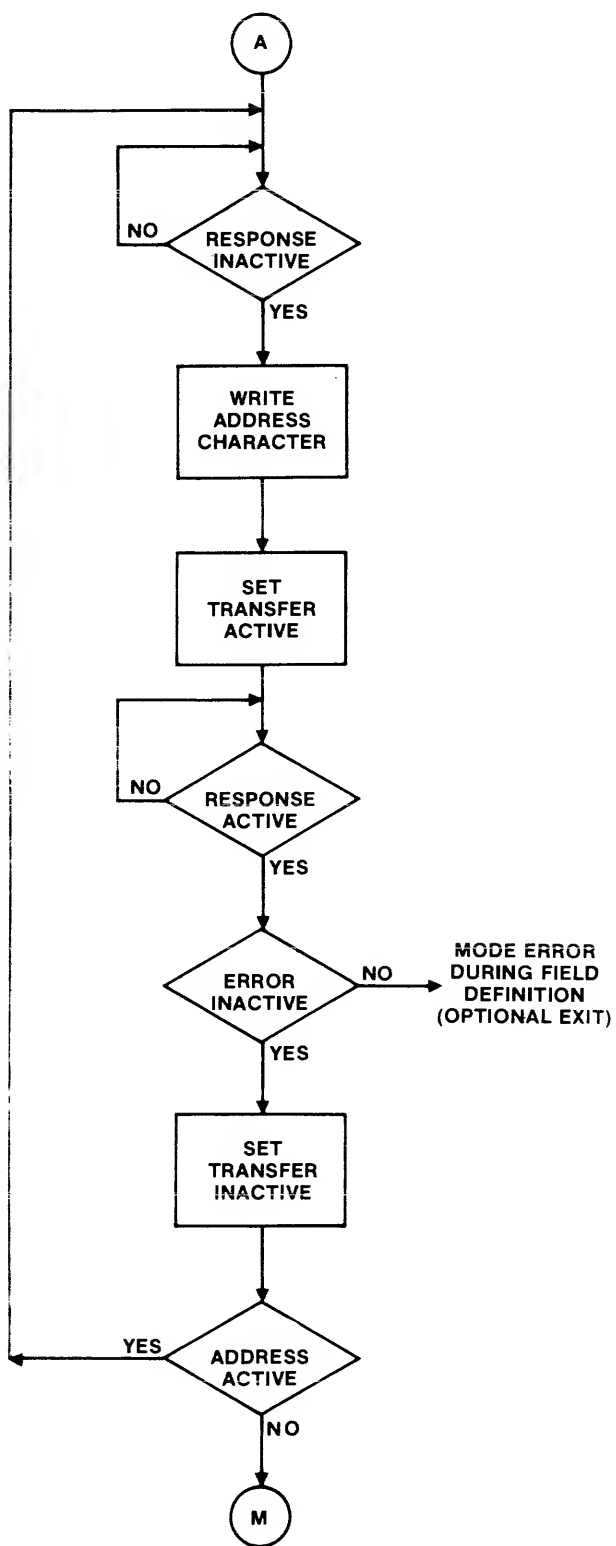 A
NO
RESPONSE
INACTIVE
YES
WRITE
ADDRESS
CHARACTER
SET
TRANSFER
ACTIVE
NO
RESPONSE
ACTIVE
YES
ERROR
INACTIVE
NO
MODE ERROR
DURING FIELD
DEFINITION
(OPTIONAL EXIT)
YES
SET
TRANSFER
INACTIVE
YES
ADDRESS
ACTIVE
NO
M